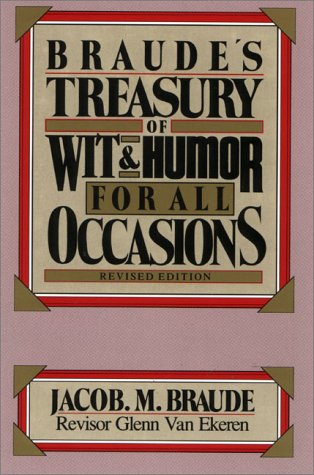 BRAUDE'S
TREASURY
OF
WIT & HUMOR
FOR ALL
OCCASIONS
REVISED EDITION
JACOB. M. BRAUDE
Revisor Glenn Van Ekeren